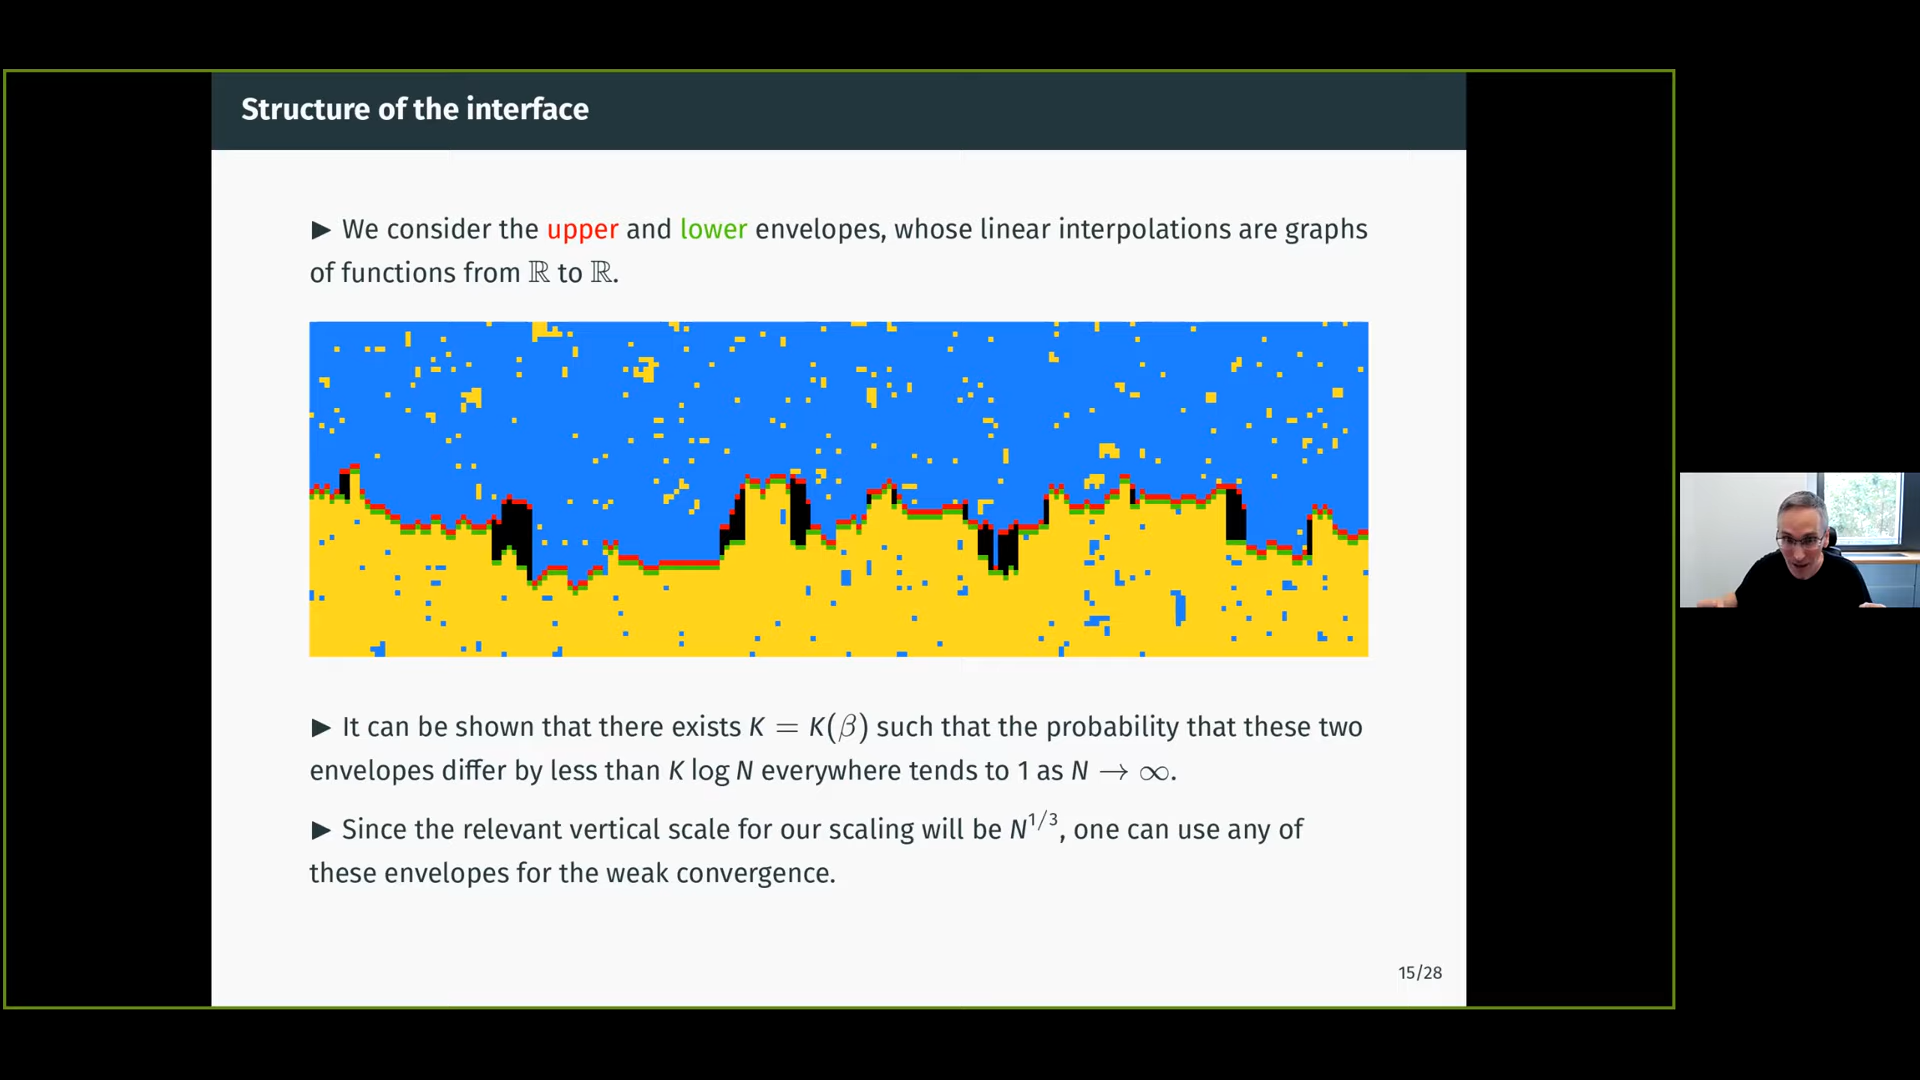 Structure of the interface
▶ We consider the upper and lower envelopes, whose linear interpolations are graphs
of functions from ℝ to ℝ.
▶ It can be shown that there exists K = K(β) such that the probability that these two
envelopes differ by less than K log N everywhere tends to 1 as N → ∞.
▶ Since the relevant vertical scale for our scaling will be N^{1/3}, one can use any of
these envelopes for the weak convergence.
15/28